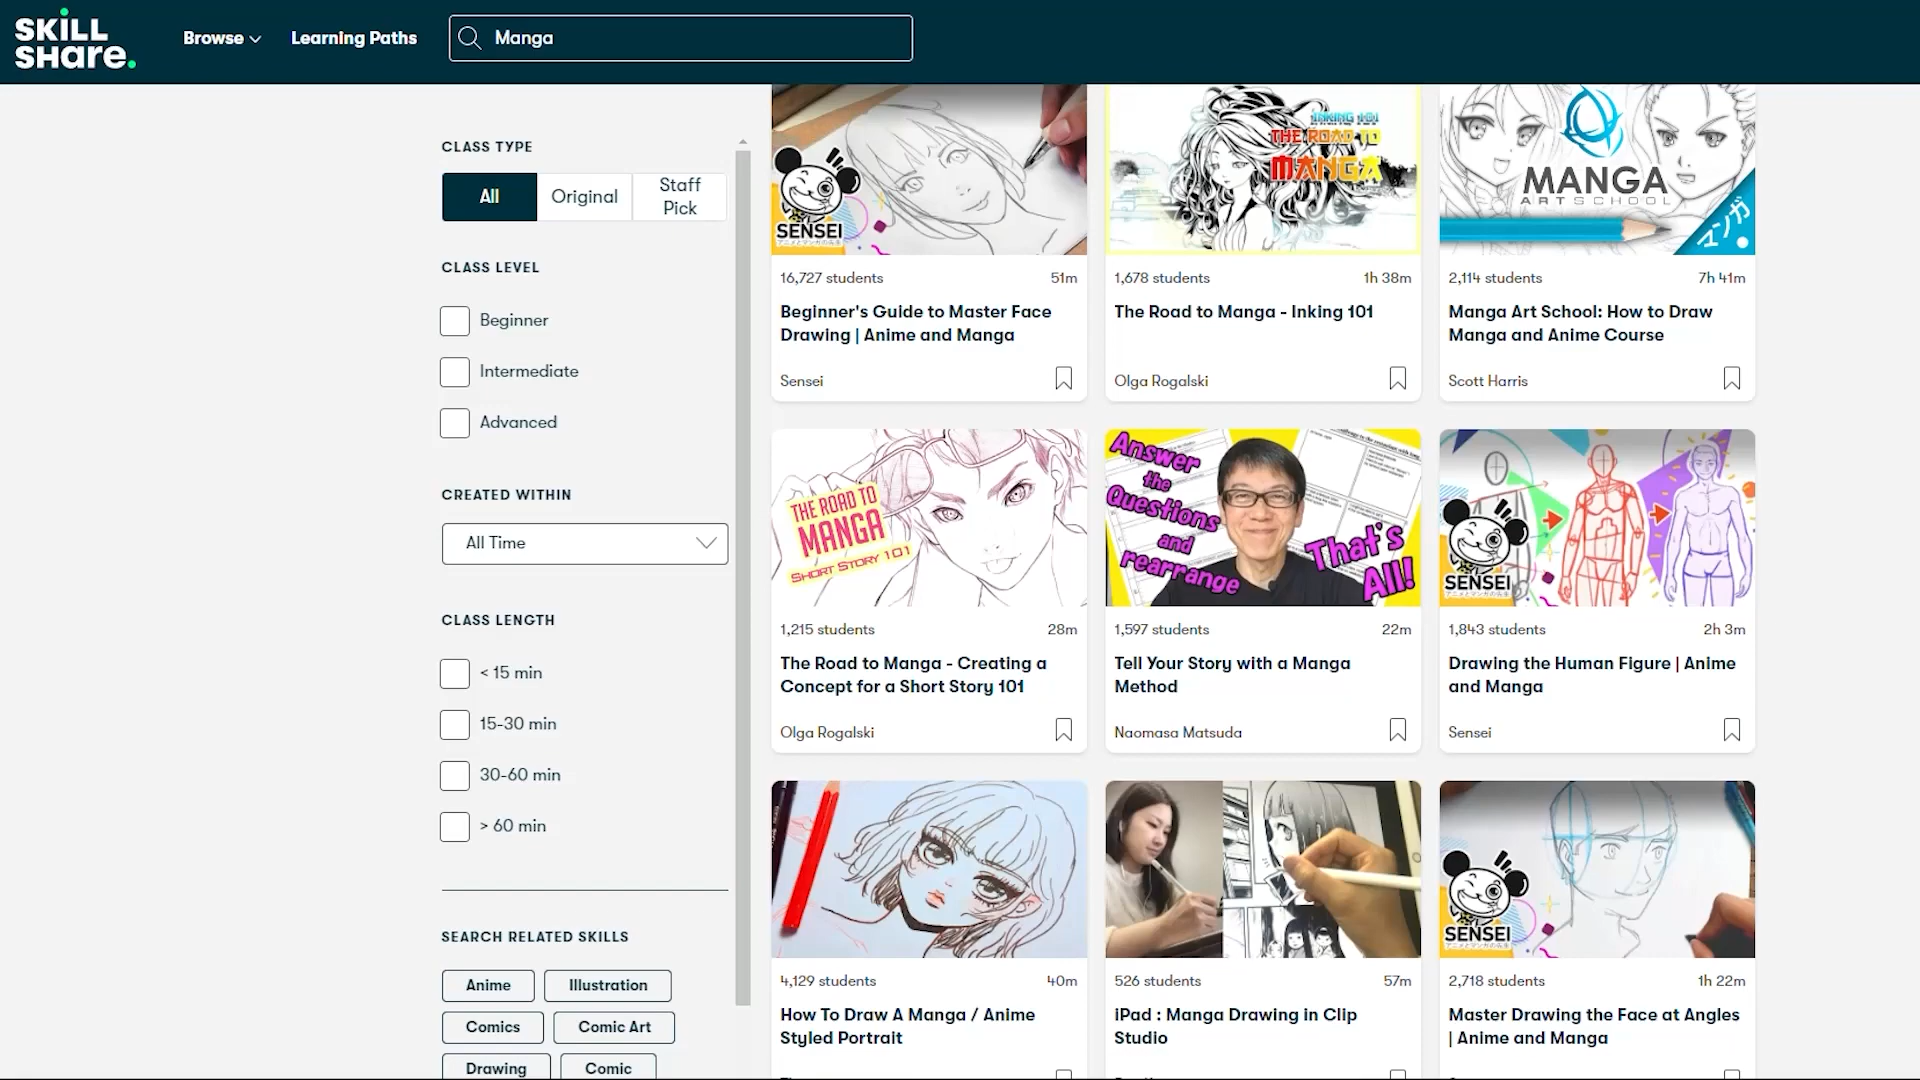 SKILL
SHare.
Browse
Learning Paths
Manga
CLASS TYPE
All
Original
Staff
Pick
CLASS LEVEL
Beginner
Intermediate
Advanced
CREATED WITHIN
All Time
CLASS LENGTH
< 15 min
15-30 min
30-60 min
> 60 min
SEARCH RELATED SKILLS
Anime
Illustration
Comics
Comic Art
Drawing
Comic
SENSEI
16,727 students
51m
Beginner's Guide to Master Face
Drawing | Anime and Manga
Sensei
INKING 101
THE ROAD TO
MANGA
1,678 students
1h 38m
The Road to Manga - Inking 101
Olga Rogalski
MANGA
ART SCHOOL
マンガ
2,114 students
7h 41m
Manga Art School: How to Draw
Manga and Anime Course
Scott Harris
THE ROAD TO
MANGA
SHORT STORY 101
1,215 students
28m
The Road to Manga - Creating a
Concept for a Short Story 101
Olga Rogalski
Answer
the
Questions
and
rearrange
That's
All!
1,597 students
22m
Tell Your Story with a Manga
Method
Naomasa Matsuda
SENSEI
1,843 students
2h 3m
Drawing the Human Figure | Anime
and Manga
Sensei
4,129 students
40m
How To Draw A Manga / Anime
Styled Portrait
526 students
57m
iPad : Manga Drawing in Clip
Studio
SENSEI
2,718 students
1h 22m
Master Drawing the Face at Angles
| Anime and Manga